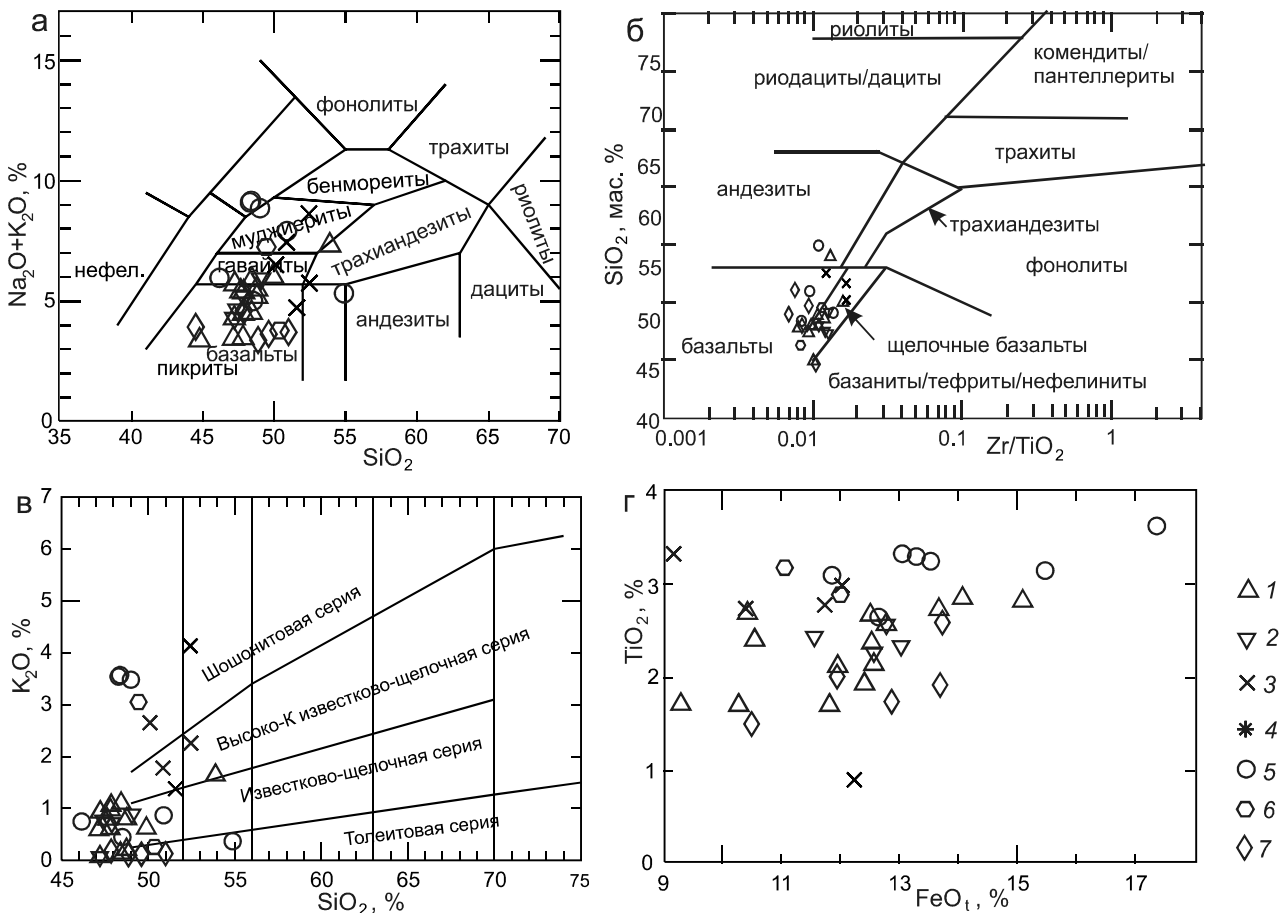 а
Na2O+K2O, %
15
10
5
0
35 40 45 50 55 60 65 70
SiO2
фонолиты
трахиты
бенмореиты
муджиериты
риолиты
трахиандезиты
гавайиты
нефел.
дациты
андезиты
базальты
пикриты
б
SiO2, мас. %
75
70
65
60
55
50
45
40
0.001 0.01 0.1 1
Zr/TiO2
риолиты
комендиты/
пантеллериты
риодациты/дациты
трахиты
андезиты
трахиандезиты
фонолиты
базальты
щелочные базальты
базаниты/тефриты/нефелиниты
в
K2O, %
7
6
5
4
3
2
1
0
45 50 55 60 65 70 75
SiO2, %
Шошонитовая серия
Высоко-К известково-щелочная серия
Известково-щелочная серия
Толеитовая серия
г
TiO2, %
4
3
2
1
0
9 11 13 15 17
FeOt, %
1
2
3
4
5
6
7